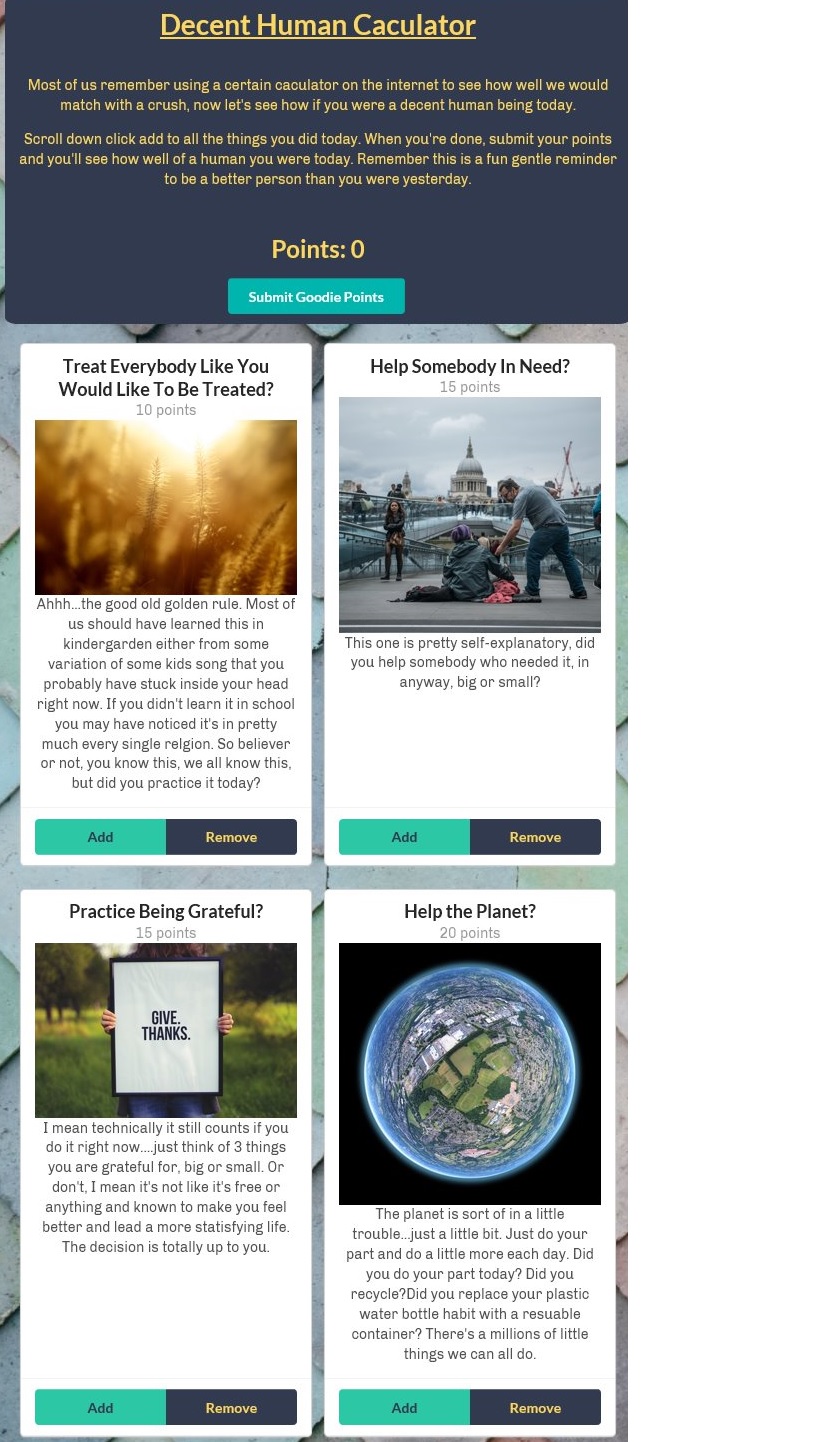 Decent Human Caculator
Most of us remember using a certain caculator on the internet to see how well we would
match with a crush, now let's see how if you were a decent human being today.
Scroll down click add to all the things you did today. When you're done, submit your points
and you'll see how well of a human you were today. Remember this is a fun gentle reminder
to be a better person than you were yesterday.
Points: 0
Submit Goodie Points
Treat Everybody Like You
Would Like To Be Treated?
10 points
Ahhh...the good old golden rule. Most of
us should have learned this in
kindergarden either from some
variation of some kids song that you
probably have stuck inside your head
right now. If you didn't learn it in school
you may have noticed it's in pretty
much every single relgion. So believer
or not, you know this, we all know this,
but did you practice it today?
Add
Remove
Help Somebody In Need?
15 points
This one is pretty self-explanatory, did
you help somebody who needed it, in
anyway, big or small?
Add
Remove
Practice Being Grateful?
15 points
GIVE.
THANKS.
I mean technically it still counts if you
do it right now....just think of 3 things
you are grateful for, big or small. Or
don't, I mean it's not like it's free or
anything and known to make you feel
better and lead a more statisfying life.
The decision is totally up to you.
Add
Remove
Help the Planet?
20 points
The planet is sort of in a little
trouble...just a little bit. Just do your
part and do a little more each day. Did
you do your part today? Did you
recycle?Did you replace your plastic
water bottle habit with a resuable
container? There's a millions of little
things we can all do.
Add
Remove